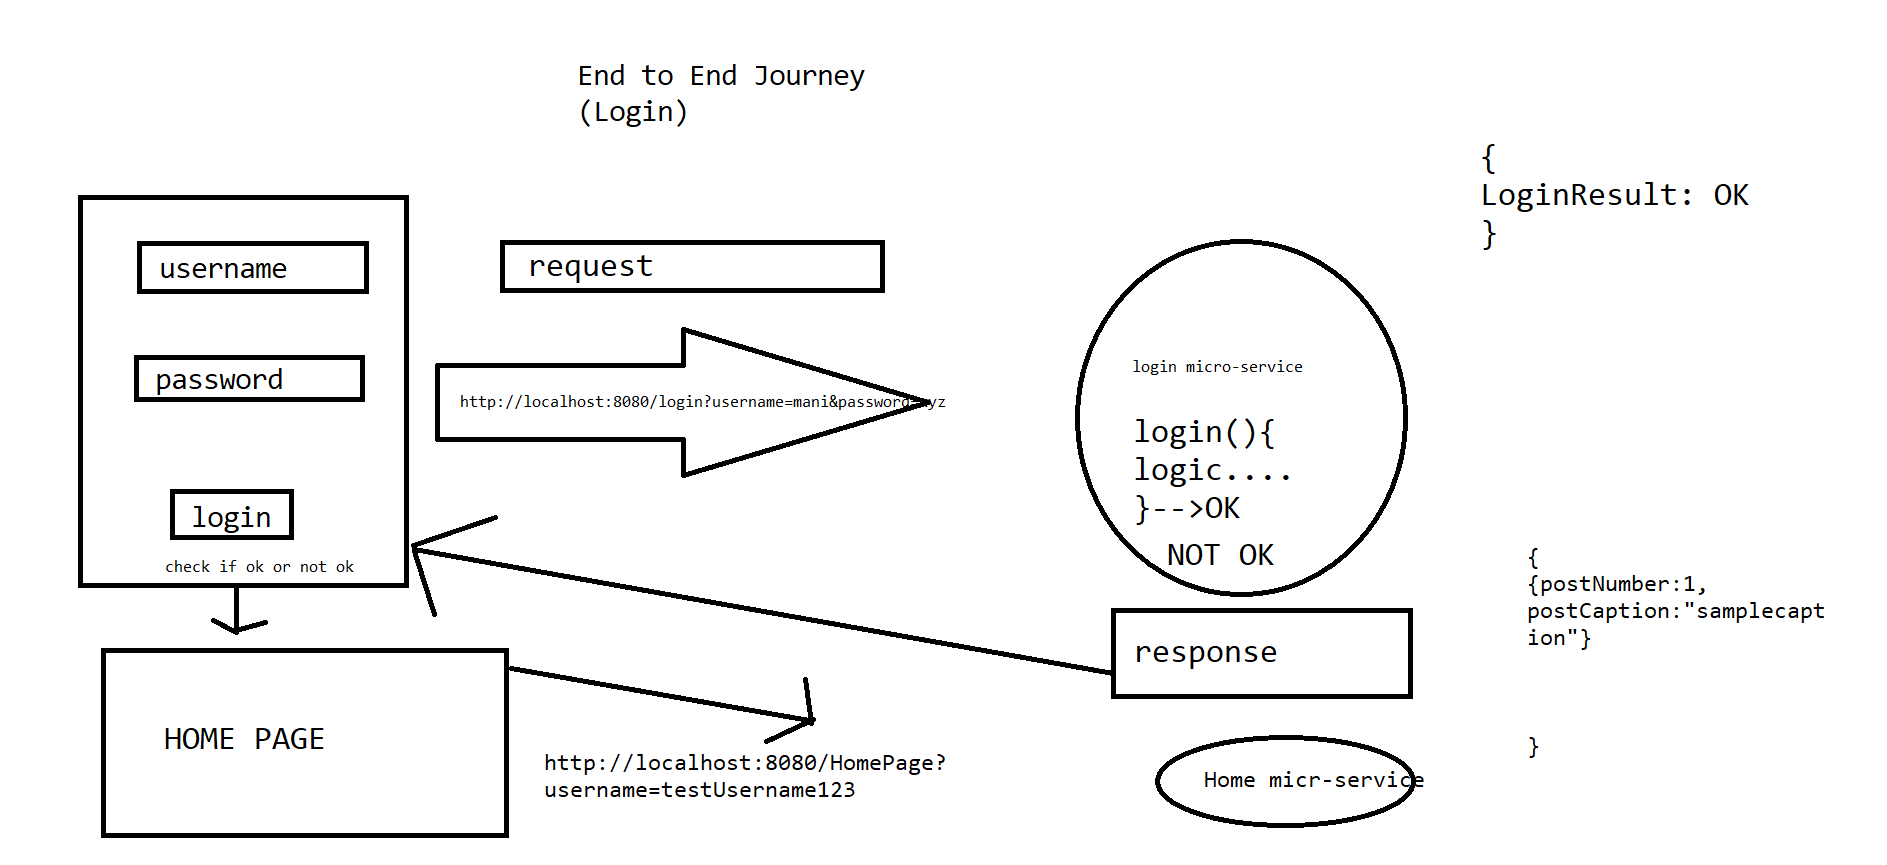 End to End Journey
(Login)
{
LoginResult: OK
}
username
request
password
login micro-service
http://localhost:8080/login?username=mani&password=xyz
login(){
logic....
}-->OK
NOT OK
login
check if ok or not ok
{
{postNumber:1,
postCaption:"samplecapt
ion"}
}
response
HOME PAGE
http://localhost:8080/HomePage?
username=testUsername123
Home micr-service